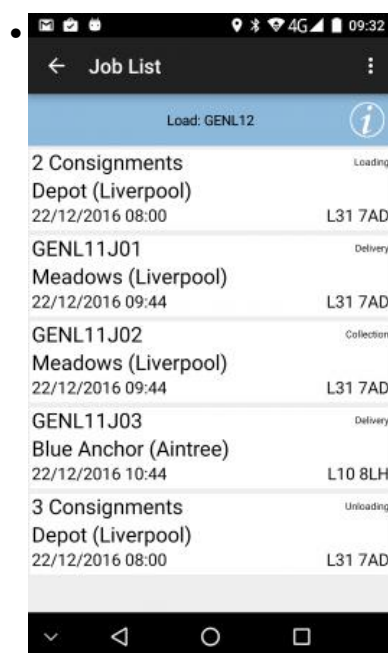 4G 09:32
Job List
Load: GENL12 i
2 Consignments Loading
Depot (Liverpool)
22/12/2016 08:00 L31 7AD
GENL11J01 Delivery
Meadows (Liverpool)
22/12/2016 09:44 L31 7AD
GENL11J02 Collection
Meadows (Liverpool)
22/12/2016 09:44 L31 7AD
GENL11J03 Delivery
Blue Anchor (Aintree)
22/12/2016 10:44 L10 8LH
3 Consignments Unloading
Depot (Liverpool)
22/12/2016 08:00 L31 7AD